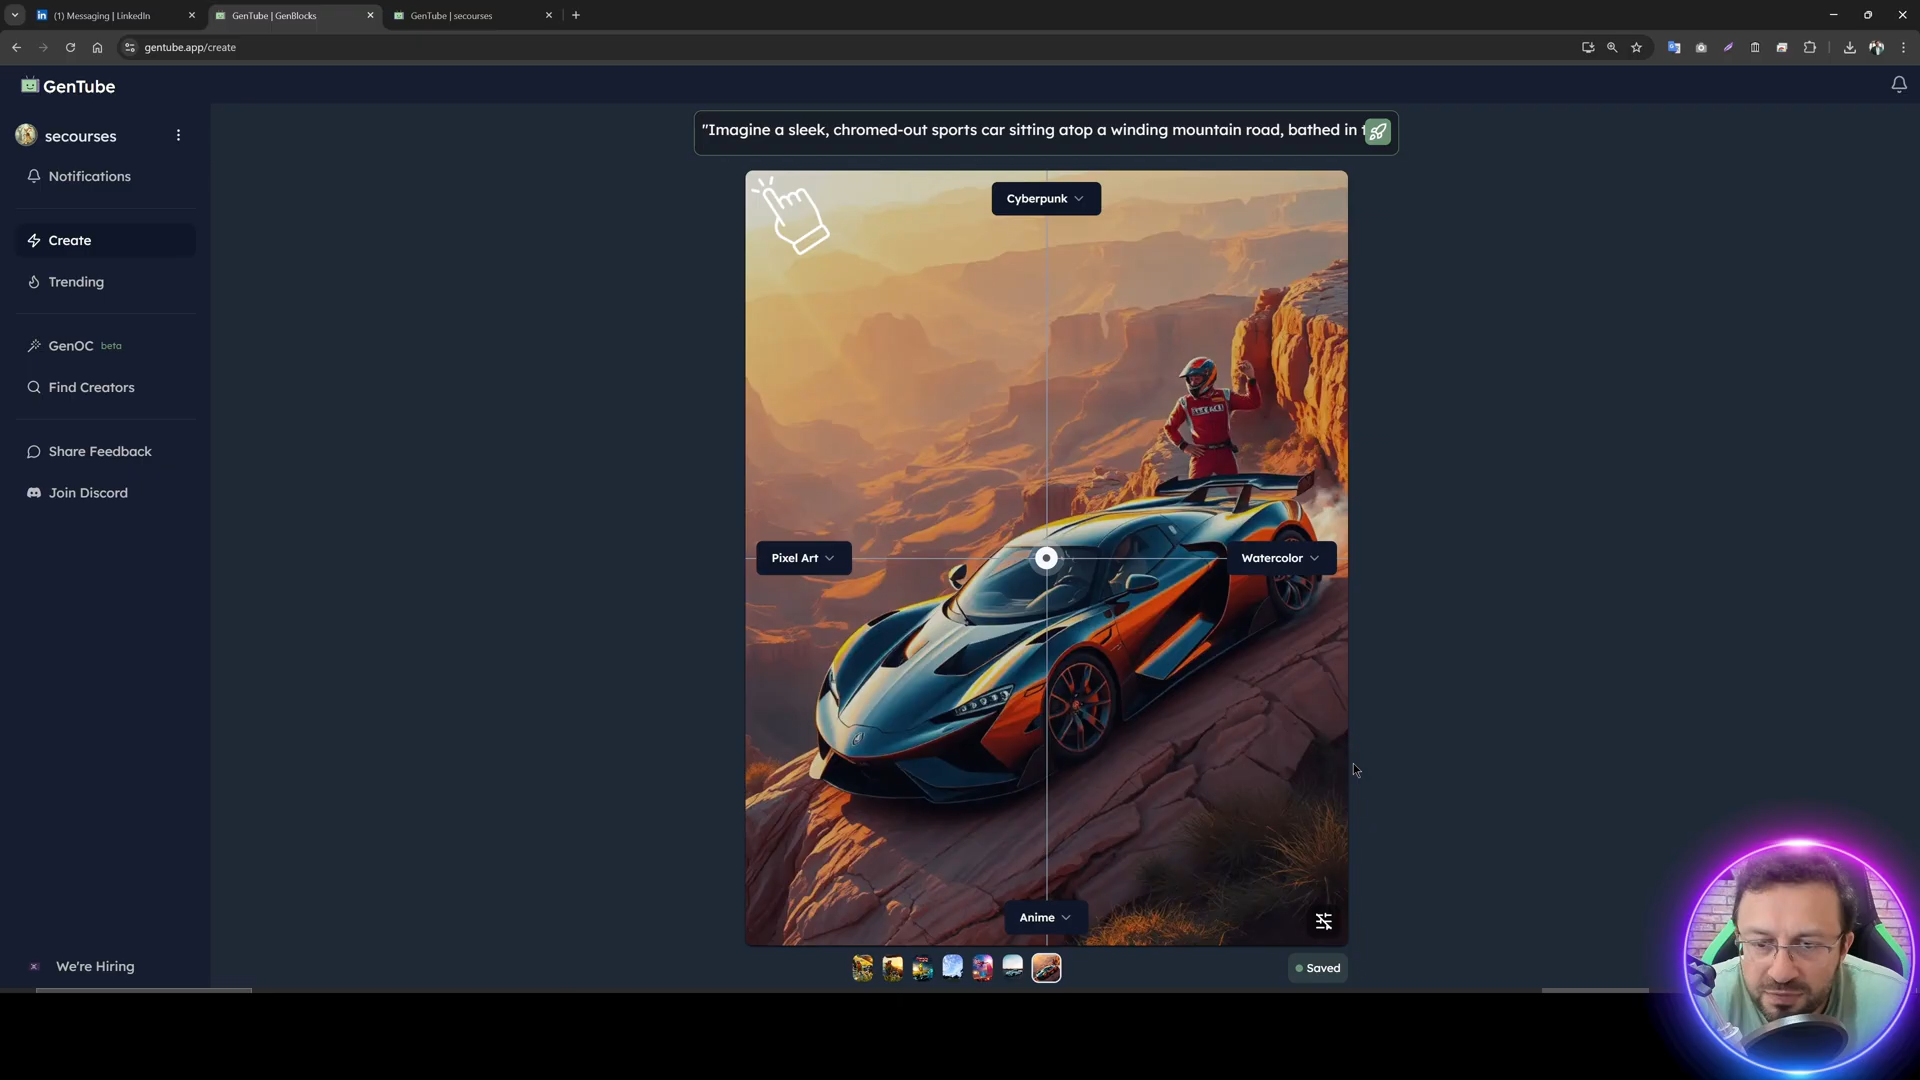 (1) Messaging | LinkedIn
GenTube | GenBlocks
GenTube | secourses
gentube.app/create
GenTube
secourses
Notifications
Create
Trending
GenOC beta
Find Creators
Share Feedback
Join Discord
We're Hiring
"Imagine a sleek, chromed-out sports car sitting atop a winding mountain road, bathed in t
Cyberpunk
Pixel Art
Watercolor
Anime
Saved